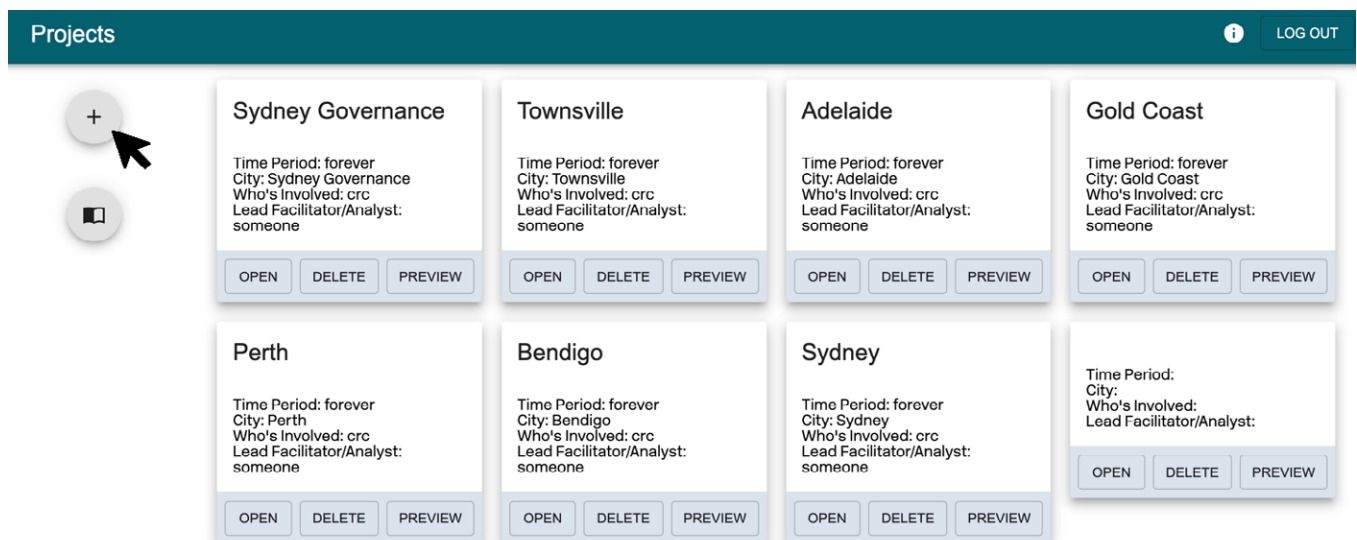 Projects
LOG OUT
Sydney Governance
Time Period: forever
City: Sydney Governance
Who's Involved: crc
Lead Facilitator/Analyst:
someone
OPEN DELETE PREVIEW
Townsville
Time Period: forever
City: Townsville
Who's Involved: crc
Lead Facilitator/Analyst:
someone
OPEN DELETE PREVIEW
Adelaide
Time Period: forever
City: Adelaide
Who's Involved: crc
Lead Facilitator/Analyst:
someone
OPEN DELETE PREVIEW
Gold Coast
Time Period: forever
City: Gold Coast
Who's Involved: crc
Lead Facilitator/Analyst:
someone
OPEN DELETE PREVIEW
Perth
Time Period: forever
City: Perth
Who's Involved: crc
Lead Facilitator/Analyst:
someone
OPEN DELETE PREVIEW
Bendigo
Time Period: forever
City: Bendigo
Who's Involved: crc
Lead Facilitator/Analyst:
someone
OPEN DELETE PREVIEW
Sydney
Time Period: forever
City: Sydney
Who's Involved: crc
Lead Facilitator/Analyst:
someone
OPEN DELETE PREVIEW
Time Period:
City:
Who's Involved:
Lead Facilitator/Analyst:
OPEN DELETE PREVIEW